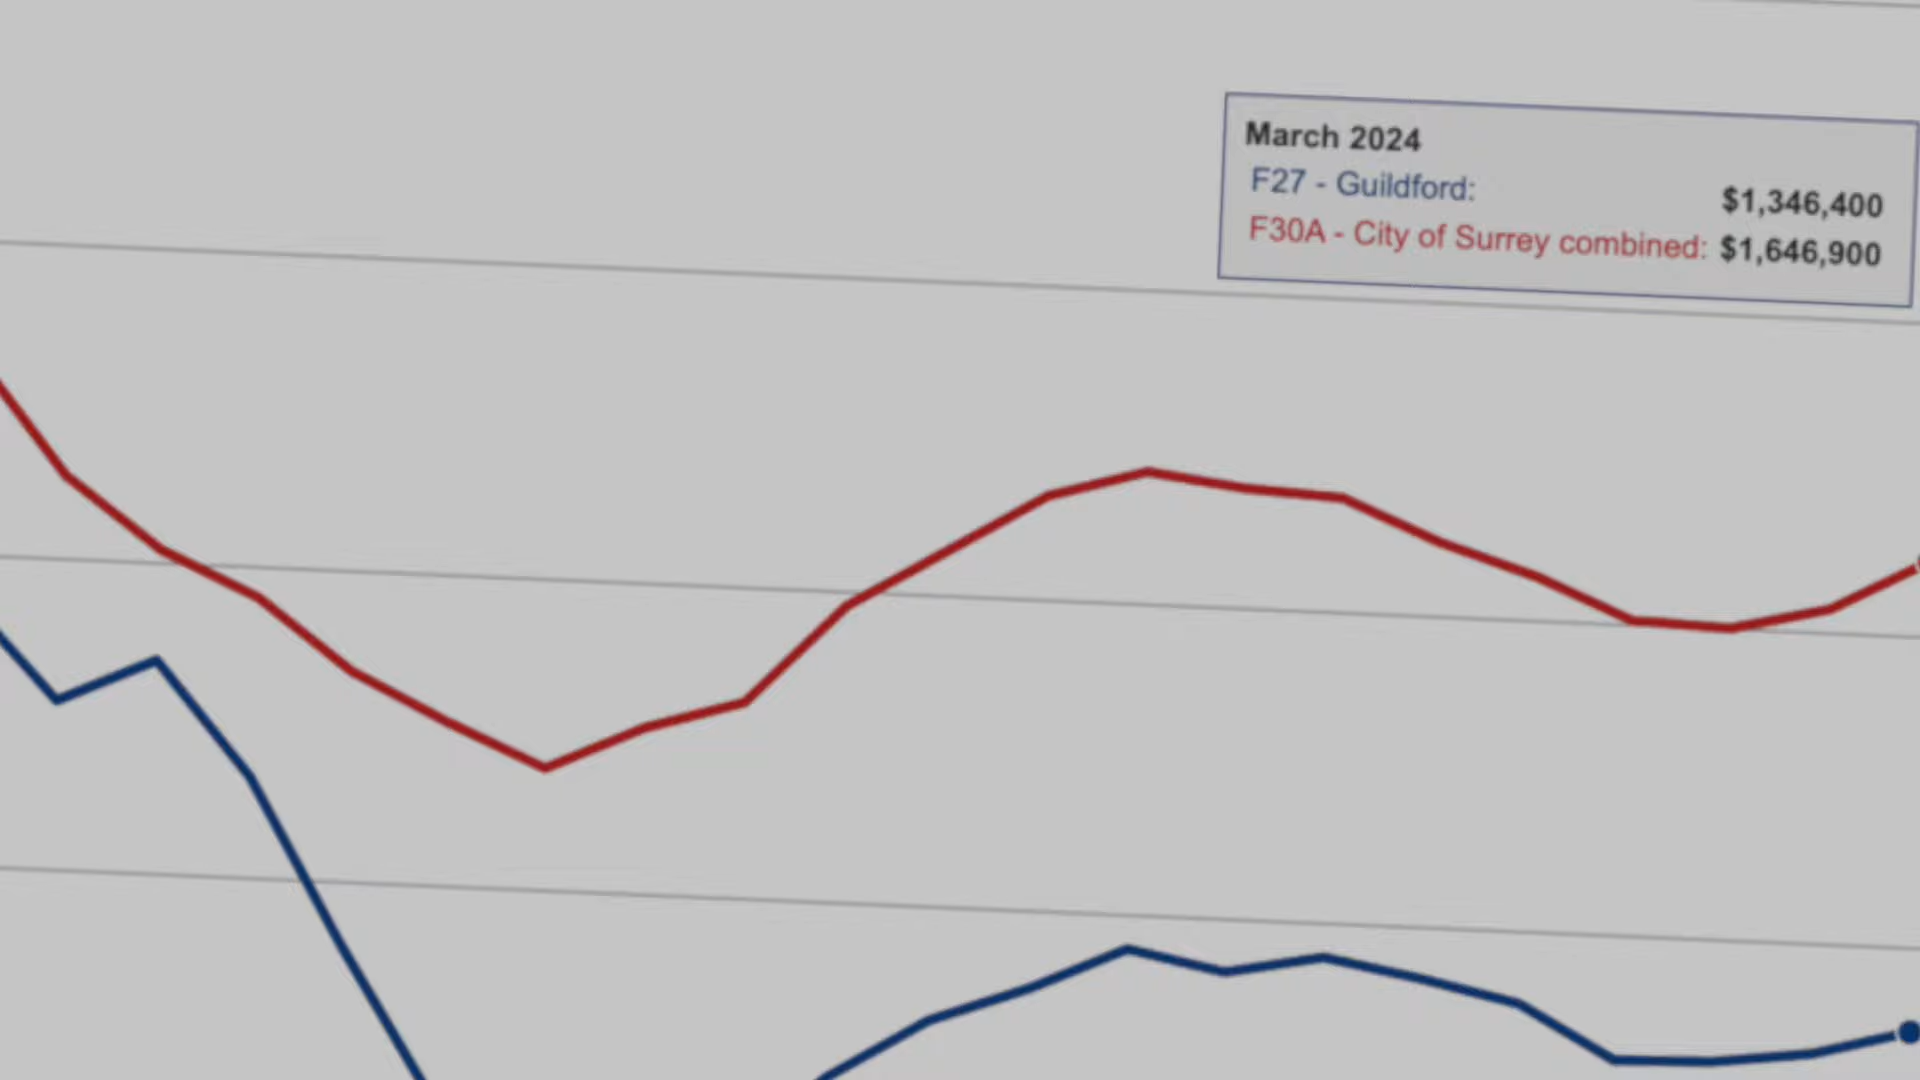 March 2024
F27 - Guildford: $1,346,400
F30A - City of Surrey combined: $1,646,900